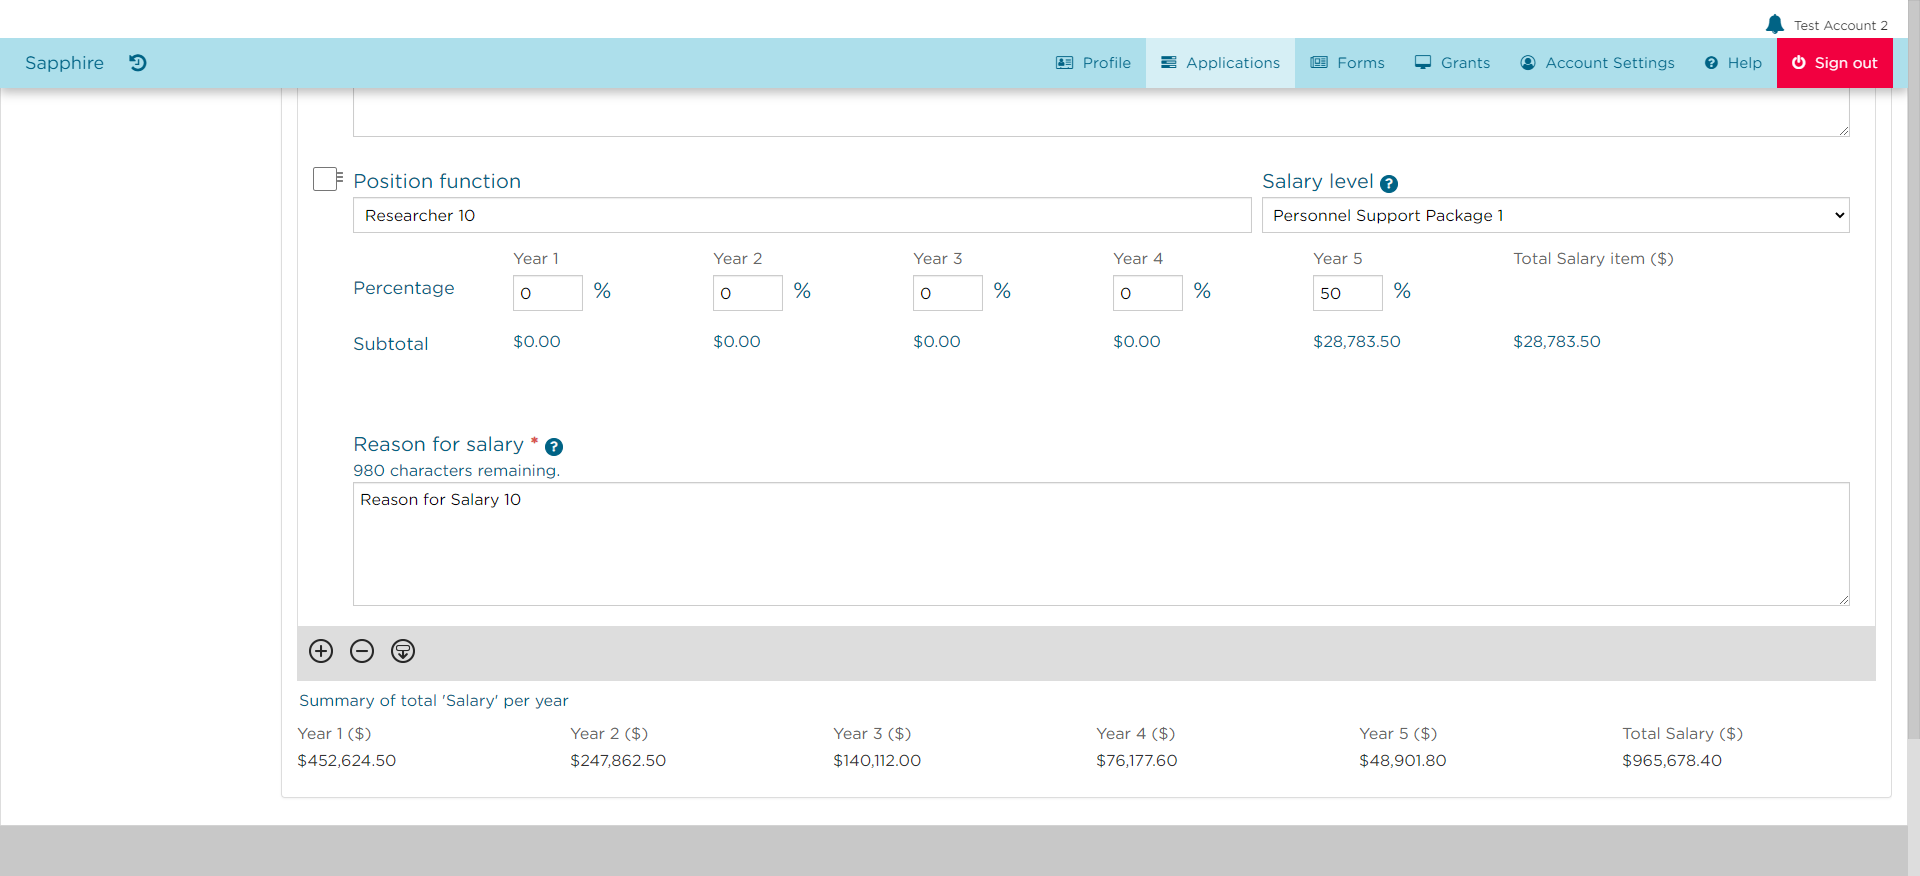 Test Account 2
Sapphire Profile Applications Forms Grants Account Settings Help Sign out
Position function Salary level
Researcher 10 Personnel Support Package 1
Year 1 Year 2 Year 3 Year 4 Year 5 Total Salary item ($)
Percentage 0 % 0 % 0 % 0 % 50 %
Subtotal $0.00 $0.00 $0.00 $0.00 $28,783.50 $28,783.50
Reason for salary *
980 characters remaining.
Reason for Salary 10
Summary of total 'Salary' per year
Year 1 ($) Year 2 ($) Year 3 ($) Year 4 ($) Year 5 ($) Total Salary ($)
$452,624.50 $247,862.50 $140,112.00 $76,177.60 $48,901.80 $965,678.40